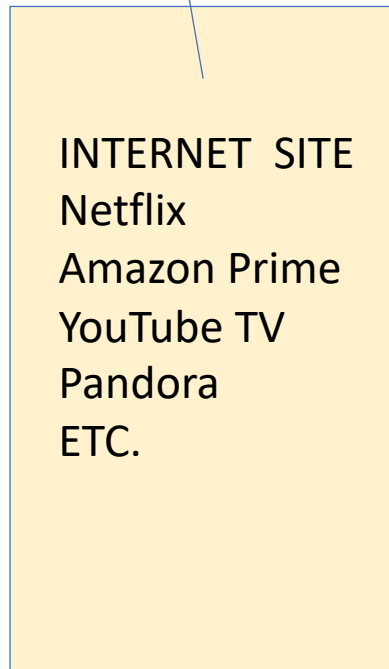 INTERNET  SITE
Netflix
Amazon Prime
YouTube TV
Pandora
ETC.